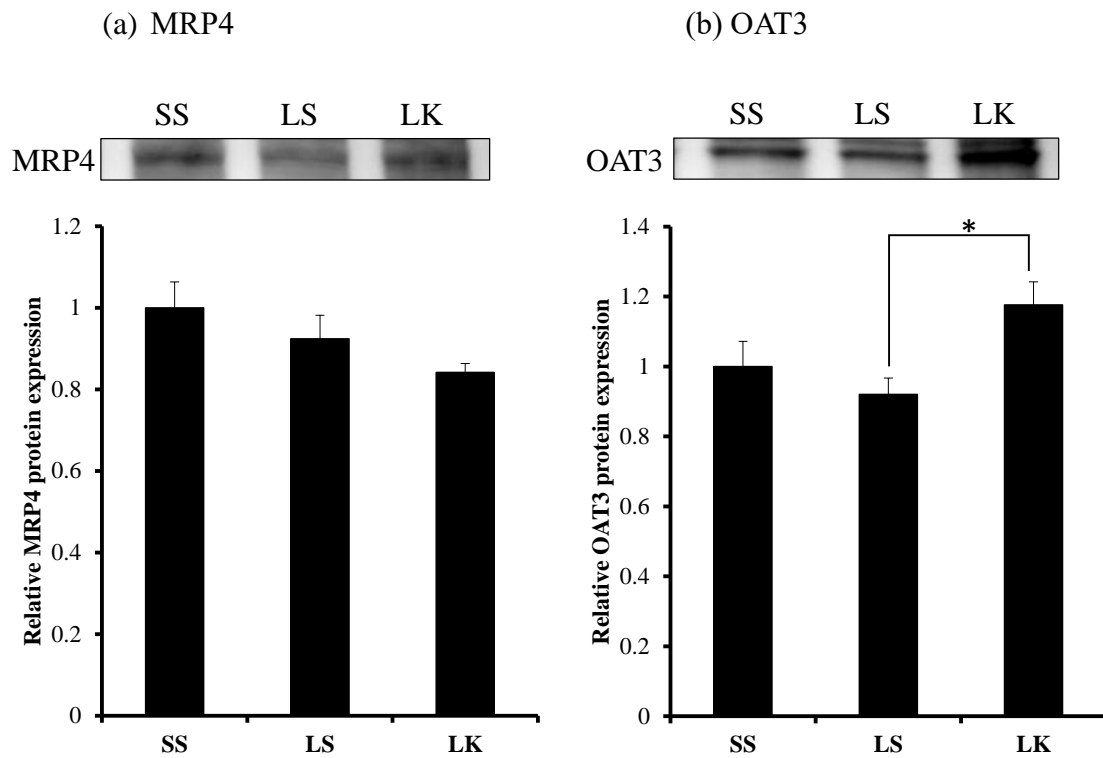 (a) MRP4
SS LS LK
MRP4
Relative MRP4 protein expression
1.2
1
0.8
0.6
0.4
0.2
0
SS LS LK
(b) OAT3
SS LS LK
OAT3
Relative OAT3 protein expression
1.4
1.2
1
0.8
0.6
0.4
0.2
0
*
SS LS LK